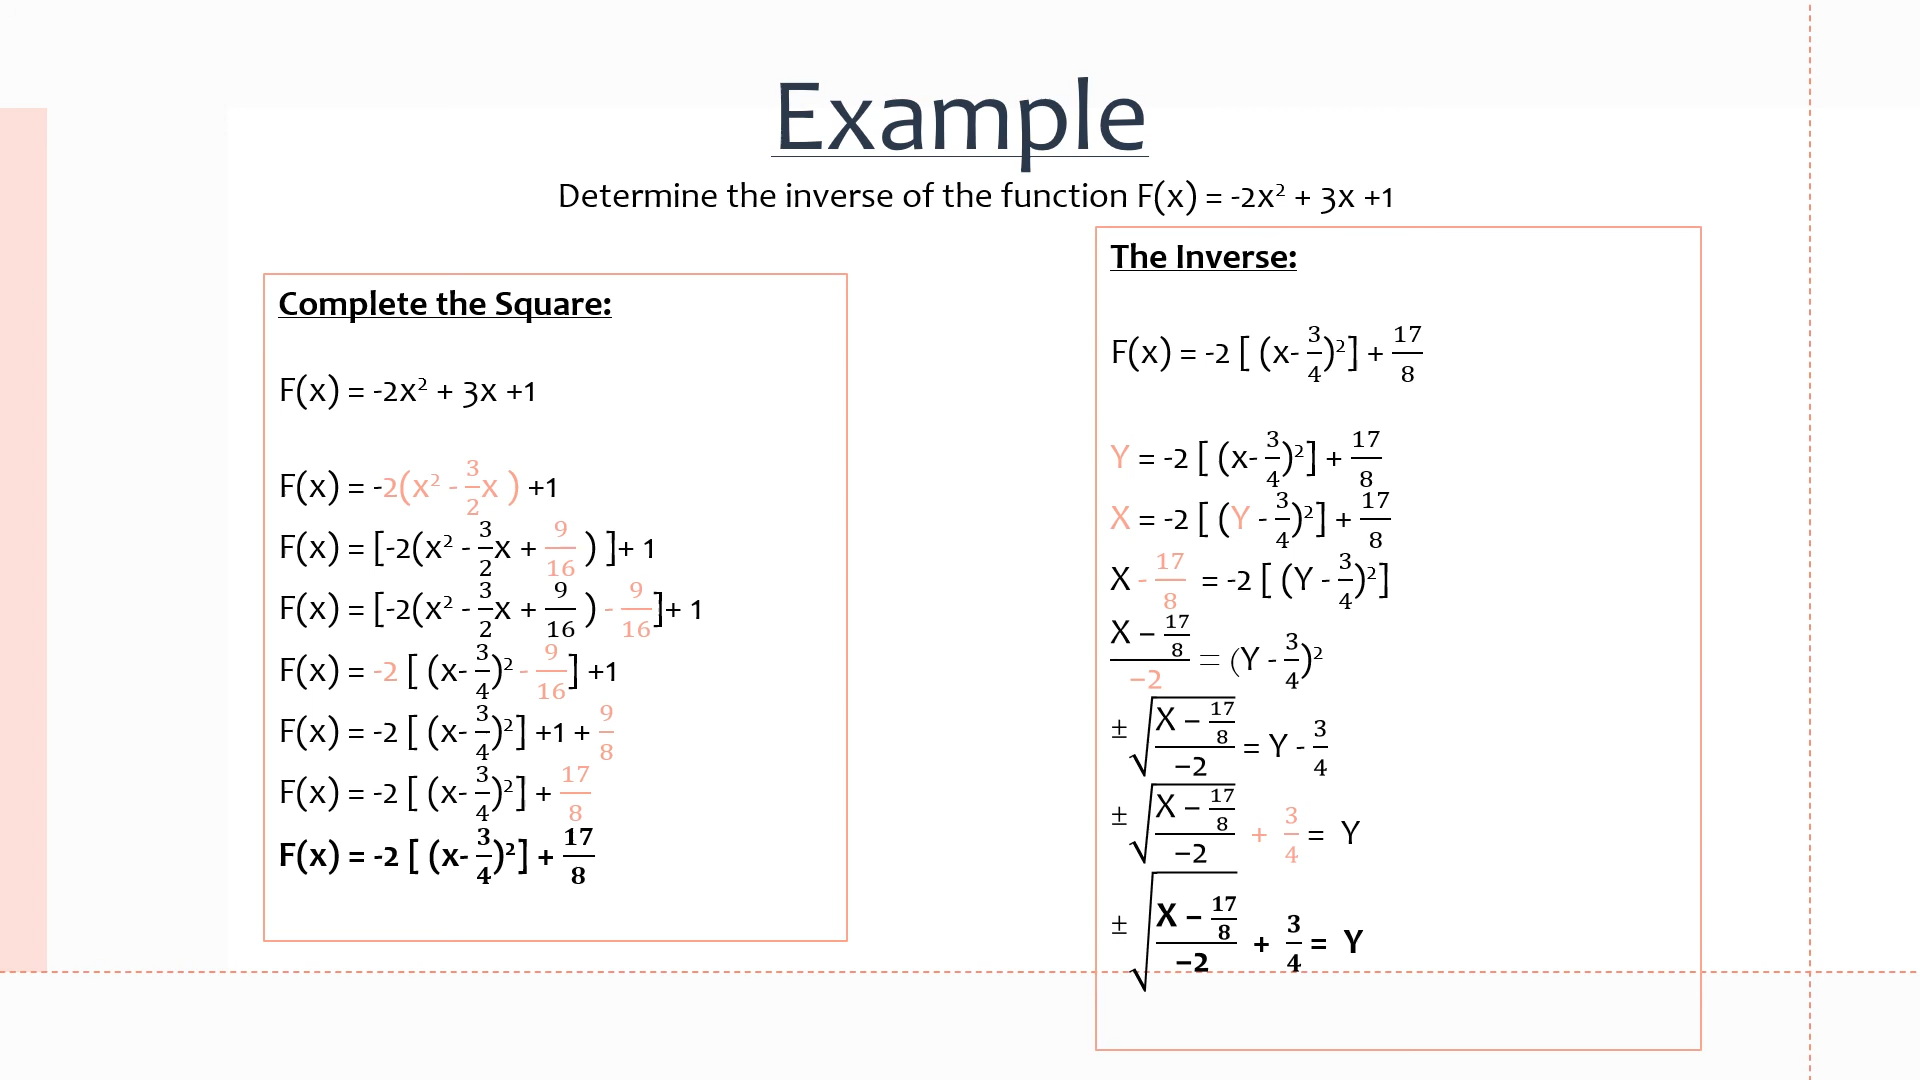 Example
Determine the inverse of the function F(x) = -2x² + 3x +1
Complete the Square:
F(x) = -2x² + 3x +1
F(x) = -2(x² - 3/2x ) +1
F(x) = [-2(x² - 3/2x + 9/16 ) ]+ 1
F(x) = [-2(x² - 3/2x + 9/16 ) - 9/16]+ 1
F(x) = -2 [ (x- 3/4)² - 9/16] +1
F(x) = -2 [ (x- 3/4)²] +1 + 9/8
F(x) = -2 [ (x- 3/4)²] + 17/8
F(x) = -2 [ (x- 3/4)²] + 17/8
The Inverse:
F(x) = -2 [ (x- 3/4)²] + 17/8
Y = -2 [ (x- 3/4)²] + 17/8
X = -2 [ (Y - 3/4)²] + 17/8
X - 17/8 = -2 [ (Y - 3/4)²]
(X − 17/8)/−2 = (Y - 3/4)²
±√((X − 17/8)/−2) = Y - 3/4
±√((X − 17/8)/−2) + 3/4 = Y
±√((X − 17/8)/−2) + 3/4 = Y